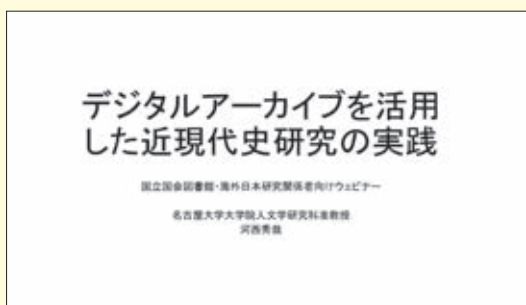 デジタルアーカイブを活用
した近現代史研究の実践
国立国会図書館・海外日本研究関係者向けウェビナー
名古屋大学大学院人文学研究科准教授
河西秀哉